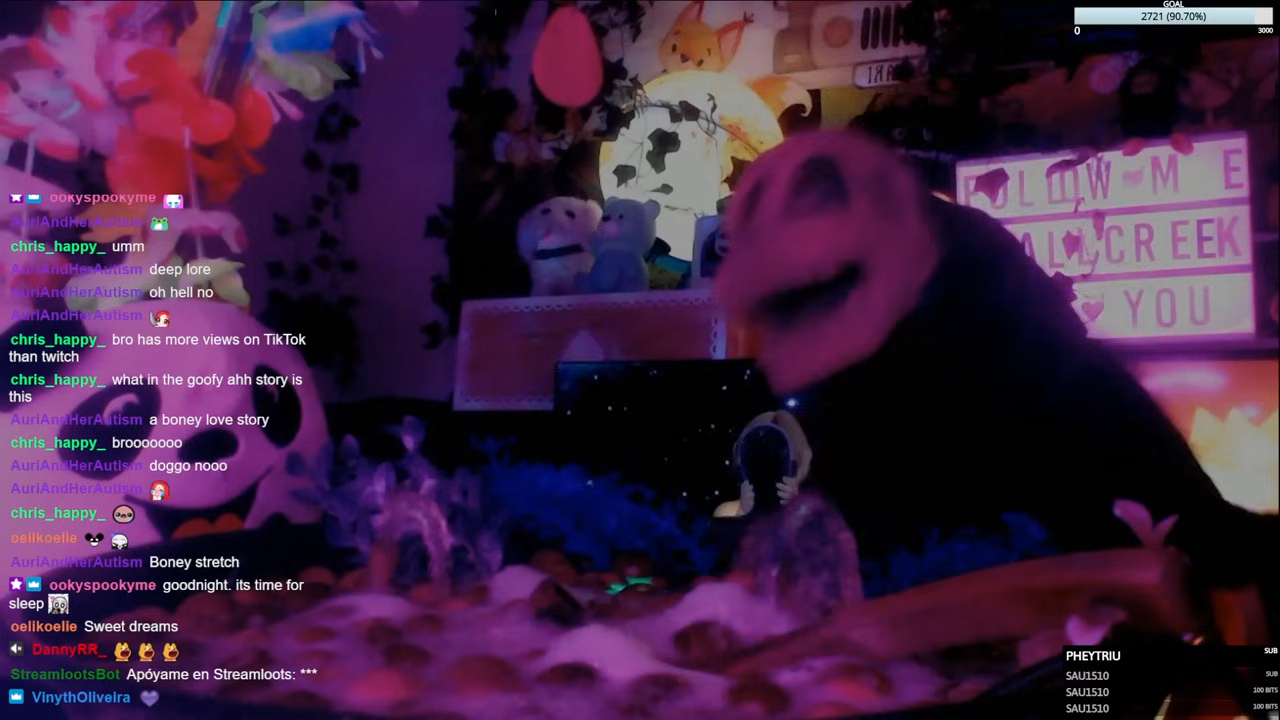 GOAL
2721 (90.70%)
0 3000
IRA
FOLLOW ♥ M E
ALLCREEK
♥ YOU
ookyspookyme
AuriAndHerAutism
chris_happy_ umm
AuriAndHerAutism deep lore
AuriAndHerAutism oh hell no
AuriAndHerAutism
chris_happy_ bro has more views on TikTok
than twitch
chris_happy_ what in the goofy ahh story is
this
AuriAndHerAutism a boney love story
chris_happy_ brooooooo
AuriAndHerAutism doggo nooo
AuriAndHerAutism
chris_happy_
oelikoelie
AuriAndHerAutism Boney stretch
ookyspookyme goodnight. its time for
sleep
oelikoelie Sweet dreams
DannyRR_
StreamlootsBot Apóyame en Streamloots: ***
VinythOliveira
PHEYTRIU SUB
SAU1510 SUB
SAU1510 100 BITS
SAU1510 100 BITS